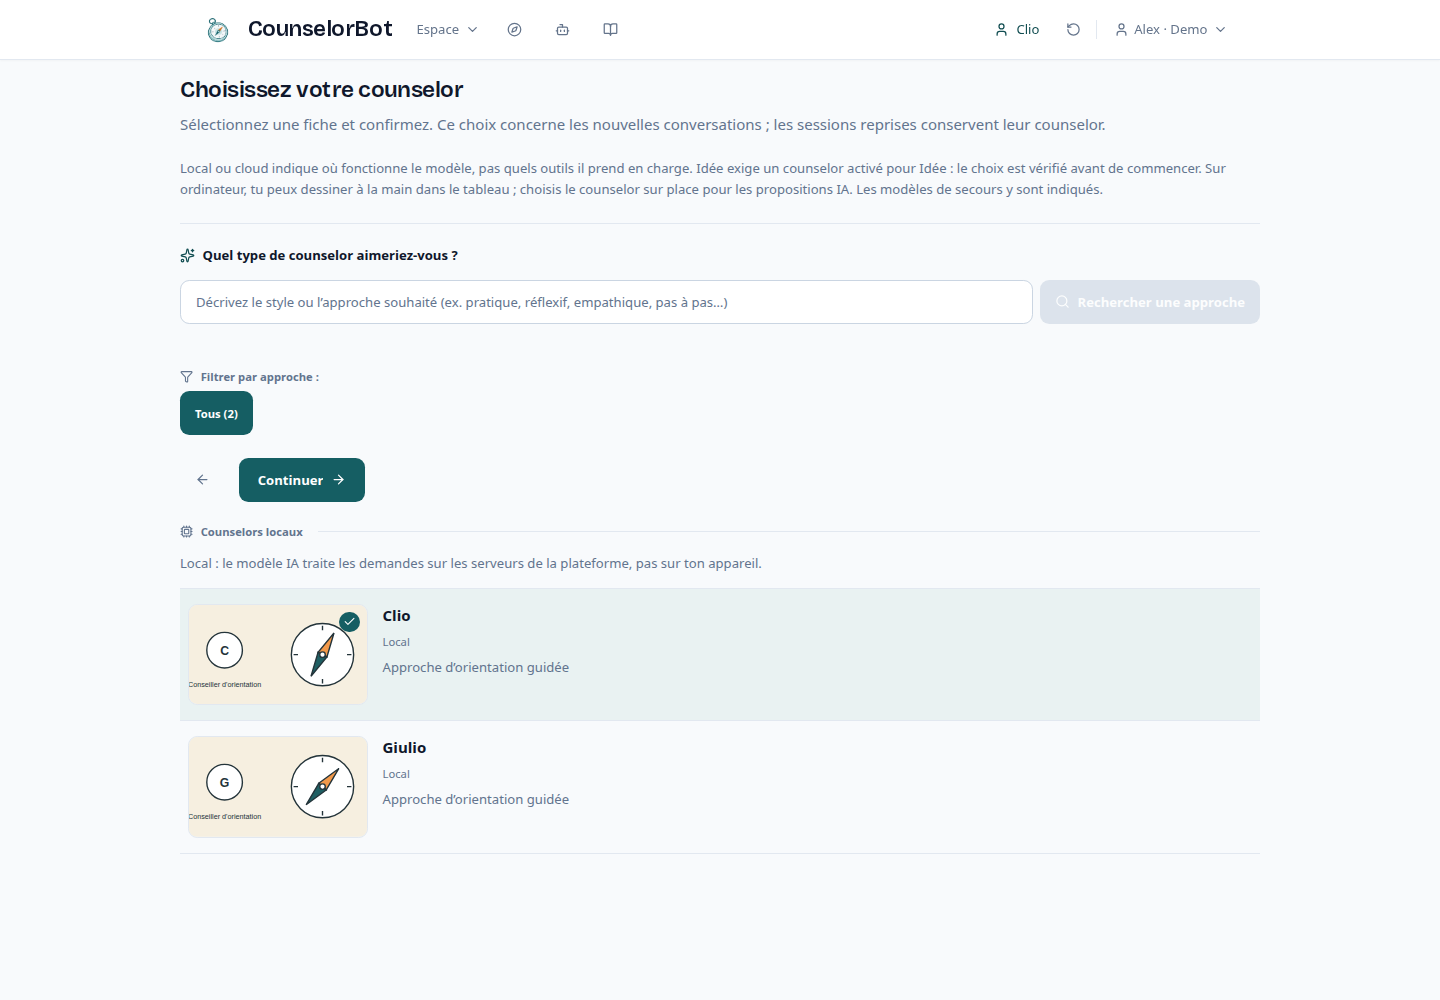 CounselorBot
Espace
Clio
Alex · Demo
Choisissez votre counselor
Sélectionnez une fiche et confirmez. Ce choix concerne les nouvelles conversations ; les sessions reprises conservent leur counselor.
Local ou cloud indique où fonctionne le modèle, pas quels outils il prend en charge. Idée exige un counselor activé pour Idée : le choix est vérifié avant de commencer. Sur
ordinateur, tu peux dessiner à la main dans le tableau ; choisis le counselor sur place pour les propositions IA. Les modèles de secours y sont indiqués.
Quel type de counselor aimeriez-vous ?
Décrivez le style ou l’approche souhaité (ex. pratique, réflexif, empathique, pas à pas…)
Rechercher une approche
Filtrer par approche :
Tous (2)
Continuer
Counselors locaux
Local : le modèle IA traite les demandes sur les serveurs de la plateforme, pas sur ton appareil.
C
Conseiller d'orientation
Clio
Local
Approche d’orientation guidée
G
Conseiller d'orientation
Giulio
Local
Approche d’orientation guidée